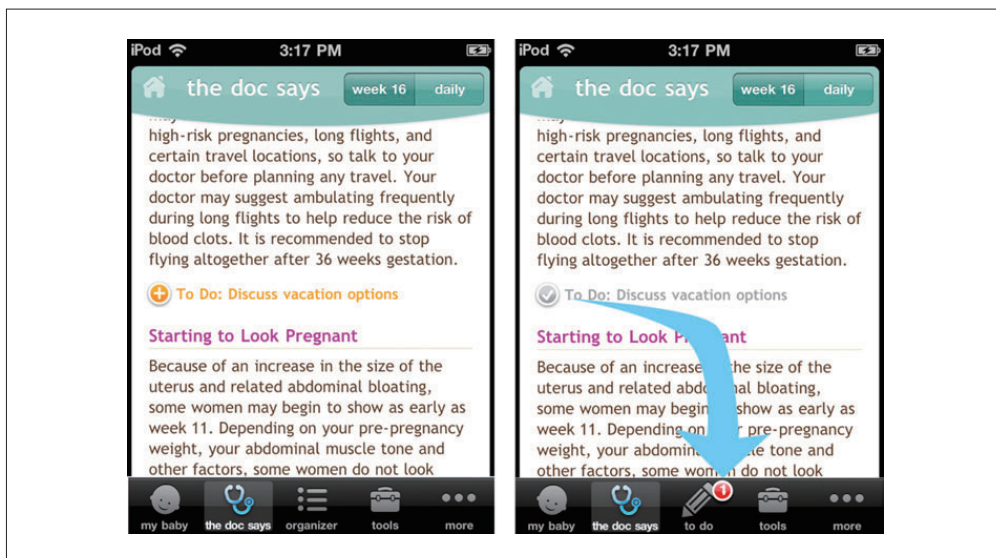 iPod 3:17 PM
the doc says week 16 daily
may
high-risk pregnancies, long flights, and
certain travel locations, so talk to your
doctor before planning any travel. Your
doctor may suggest ambulating frequently
during long flights to help reduce the risk of
blood clots. It is recommended to stop
flying altogether after 36 weeks gestation.
To Do: Discuss vacation options
Starting to Look Pregnant
Because of an increase in the size of the
uterus and related abdominal bloating,
some women may begin to show as early as
week 11. Depending on your pre-pregnancy
weight, your abdominal muscle tone and
other factors, some women do not look
my baby the doc says organizer tools more
iPod 3:17 PM
the doc says week 16 daily
high-risk pregnancies, long flights, and
certain travel locations, so talk to your
doctor before planning any travel. Your
doctor may suggest ambulating frequently
during long flights to help reduce the risk of
blood clots. It is recommended to stop
flying altogether after 36 weeks gestation.
To Do: Discuss vacation options
Starting to Look ant
Because of an increase the size of the
uterus and related nal bloating,
some women may begin show as early as
week 11. Depending on your pre-pregnancy
weight, your muscle tone and
other factors, some women do not look
1
my baby the doc says to do tools more